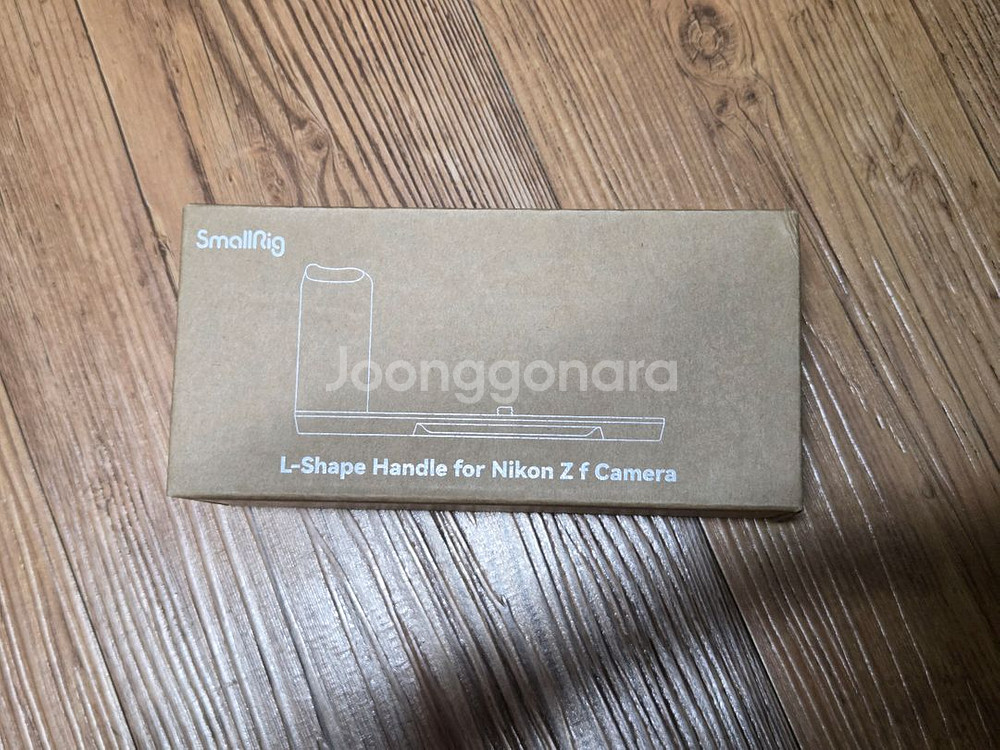 SmallRig
Joonggonara
L-Shape Handle for Nikon Z f Camera